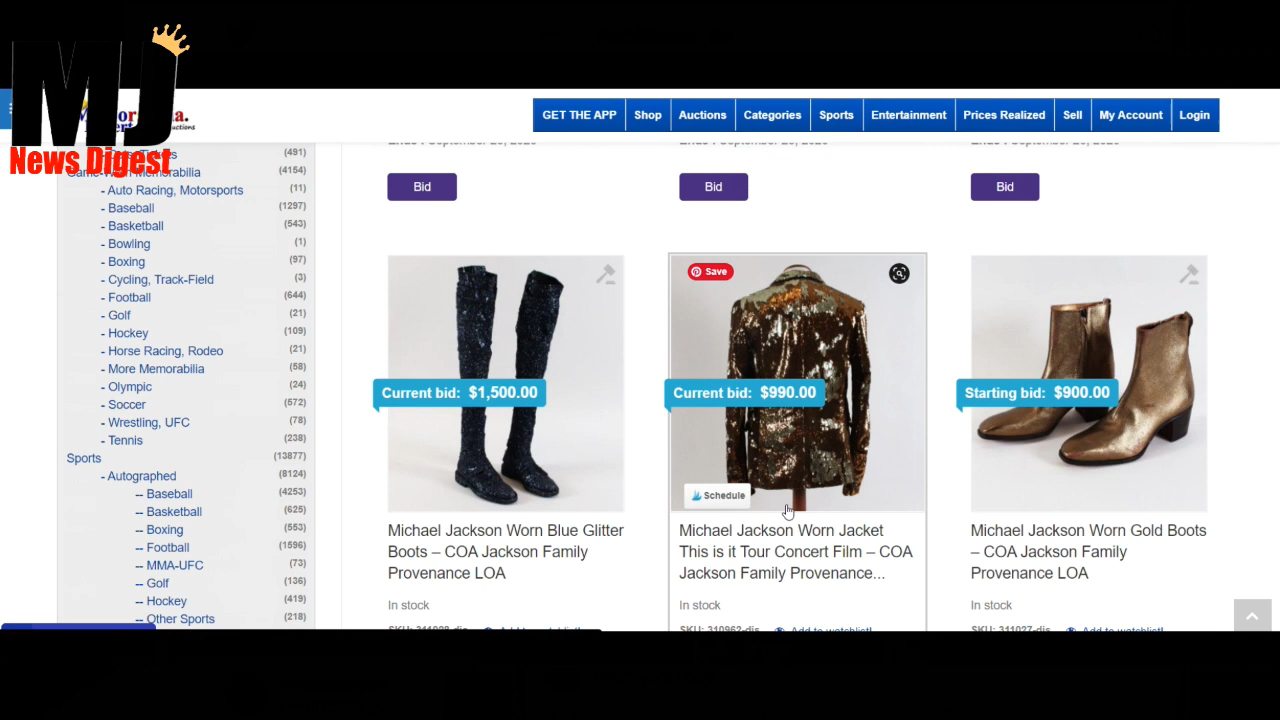 MJ
News Digest
GET THE APP
Shop
Auctions
Categories
Sports
Entertainment
Prices Realized
Sell
My Account
Login
(491)
Game-Worn Memorabilia (4154)
- Auto Racing, Motorsports (11)
- Baseball (1297)
- Basketball (543)
- Bowling (1)
- Boxing (97)
- Cycling, Track-Field (3)
- Football (644)
- Golf (21)
- Hockey (109)
- Horse Racing, Rodeo (21)
- More Memorabilia (58)
- Olympic (24)
- Soccer (572)
- Wrestling, UFC (78)
- Tennis (238)
Sports (13877)
- Autographed (8124)
-- Baseball (4253)
-- Basketball (625)
-- Boxing (553)
-- Football (1596)
-- MMA-UFC (73)
-- Golf (136)
-- Hockey (419)
-- Other Sports (218)
Bid
Bid
Bid
Current bid: $1,500.00
Michael Jackson Worn Blue Glitter
Boots – COA Jackson Family
Provenance LOA
In stock
SKU: 311028-dis Add to watchlist!
Save
Current bid: $990.00
Schedule
Michael Jackson Worn Jacket
This is it Tour Concert Film – COA
Jackson Family Provenance...
In stock
SKU: 310962-dis Add to watchlist!
Starting bid: $900.00
Michael Jackson Worn Gold Boots
– COA Jackson Family
Provenance LOA
In stock
SKU: 311027-dis Add to watchlist!